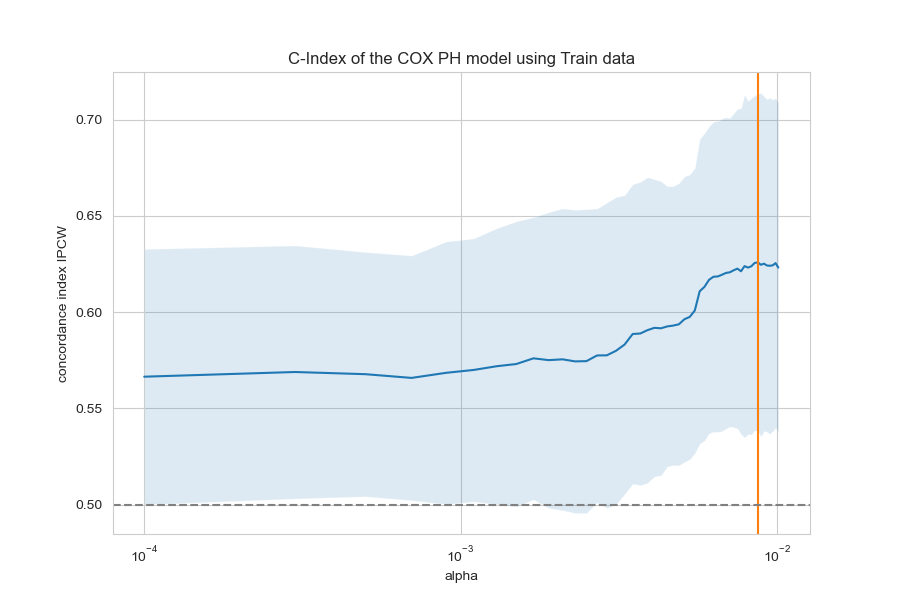 C-Index of the COX PH model using Train data
concordance index IPCW
0.70
0.65
0.60
0.55
0.50
10⁻⁴ 10⁻³ 10⁻²
alpha